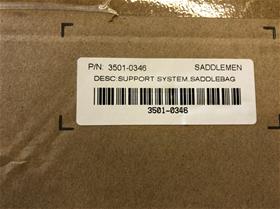 P/N: 3501-0346 SADDLEMEN
DESC:SUPPORT SYSTEM,SADDLEBAG
3501-0346